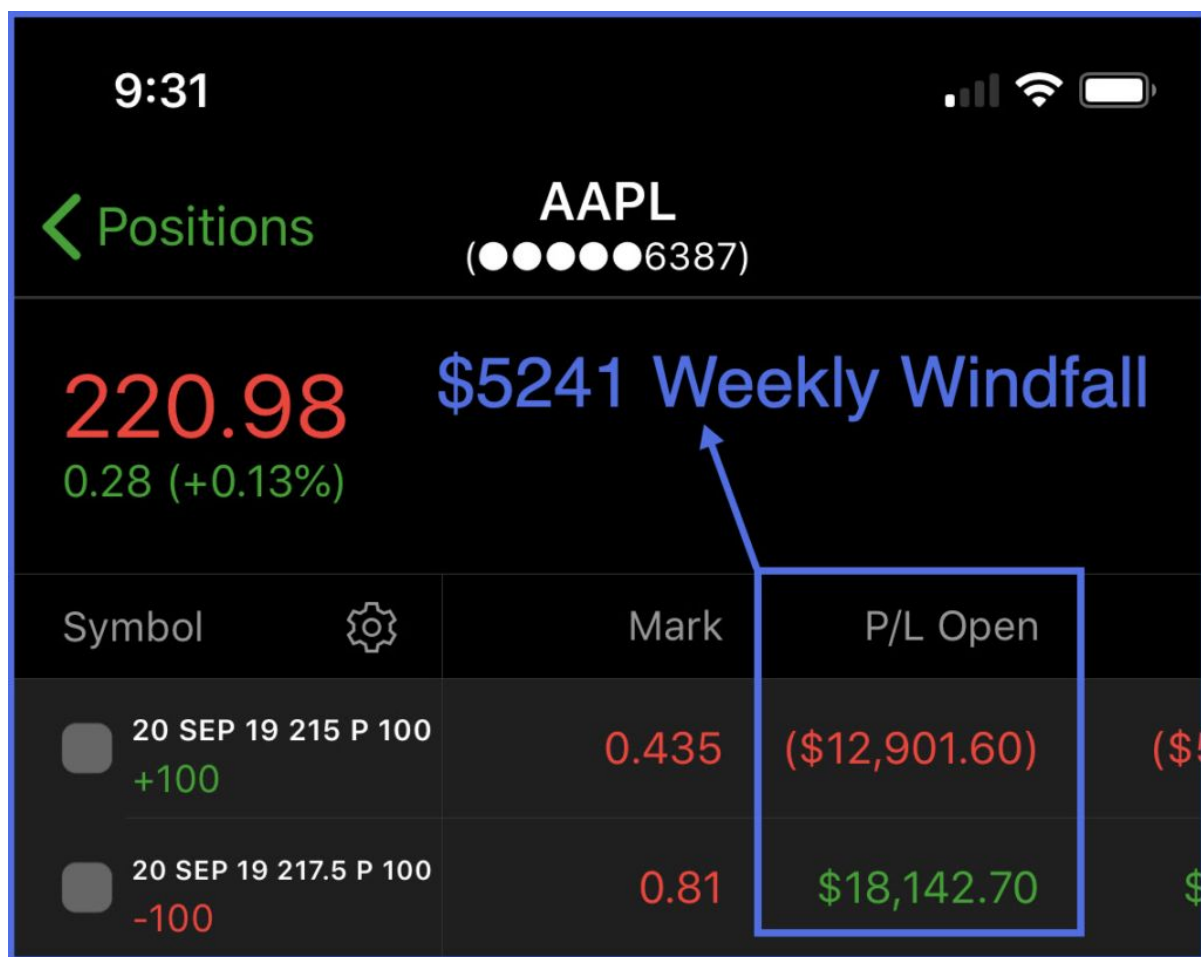 9:31
Positions
AAPL
(●●●●●6387)
220.98
$5241 Weekly Windfall
0.28 (+0.13%)
Symbol Mark P/L Open
20 SEP 19 215 P 100
+100
0.435 ($12,901.60) ($
20 SEP 19 217.5 P 100
-100
0.81 $18,142.70 $